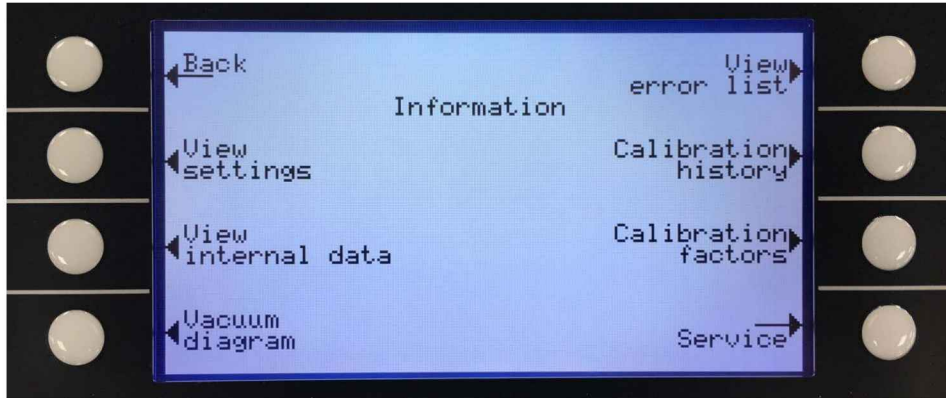 Back
View
error list
Information
View
settings
Calibration
history
View
internal data
Calibration
factors
Vacuum
diagram
Service